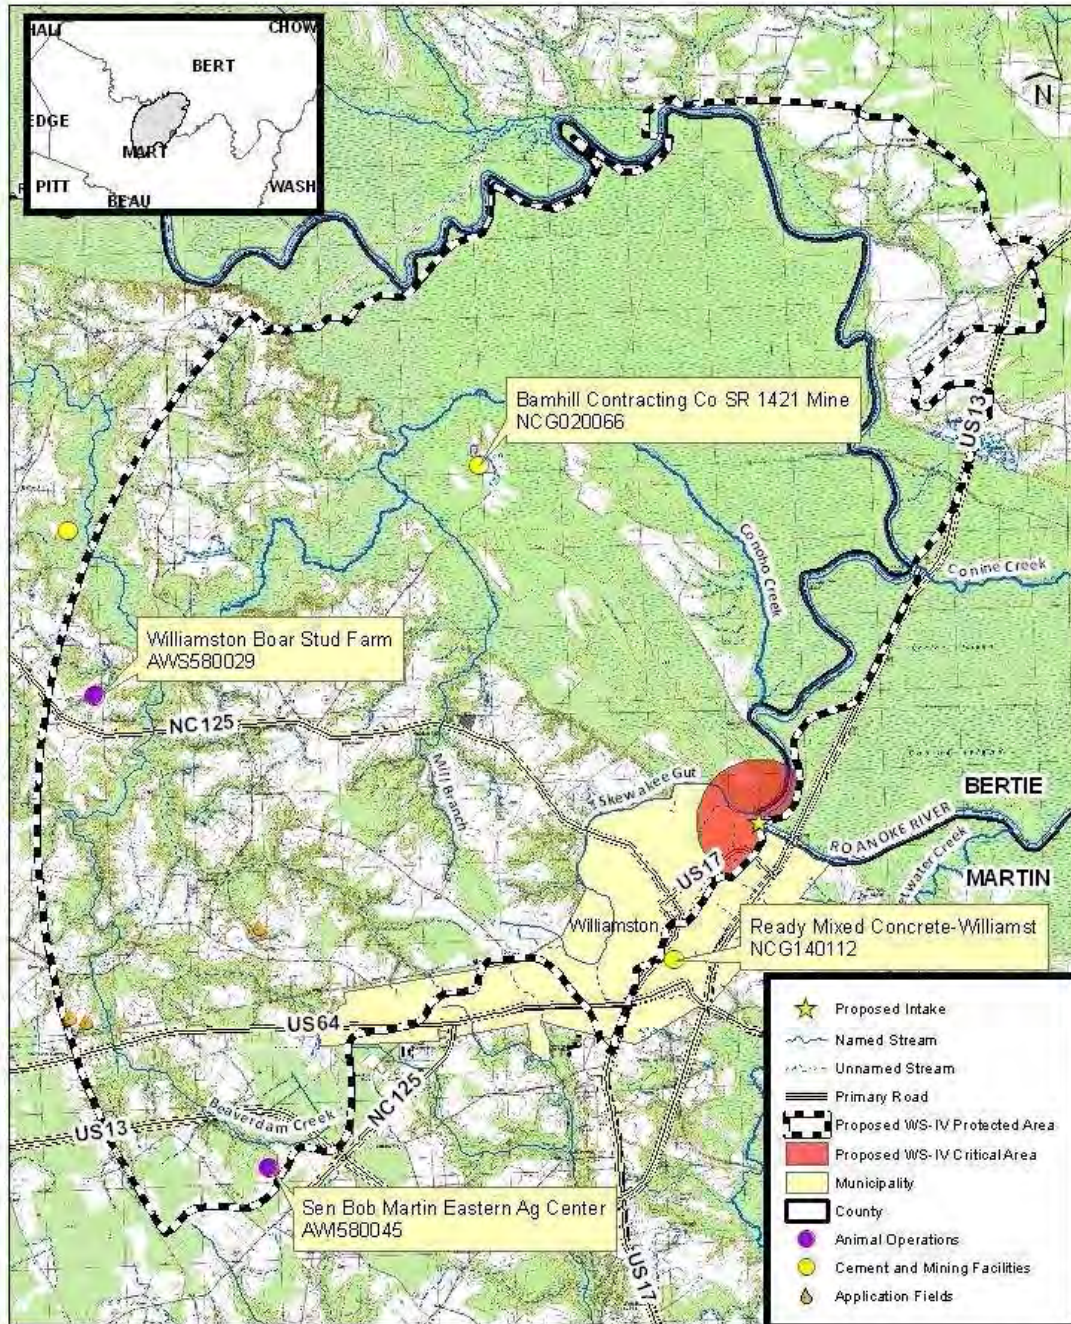 HALI
CHOW
BERT
EDGE
MART
PITT
WASH
BEAU
N
Bamhill Contracting Co SR 1421 Mine
NCG020066
US13
Conoho Creek
Conine Creek
Williamston Boar Stud Farm
AWS580029
NC125
Mill Branch
Skewakee Gut
BERTIE
ROANOKE RIVER
MARTIN
twater Creek
US17
Williamston
Ready Mixed Concrete-Williamst
NCG140112
US64
NC125
Beaverdam Creek
US13
Sen Bob Martin Eastern Ag Center
AWI580045
US17
Proposed Intake
Named Stream
Unnamed Stream
Primary Road
Proposed WS-IV Protected Area
Proposed WS-IV Critical Area
Municipality
County
Animal Operations
Cement and Mining Facilities
Application Fields